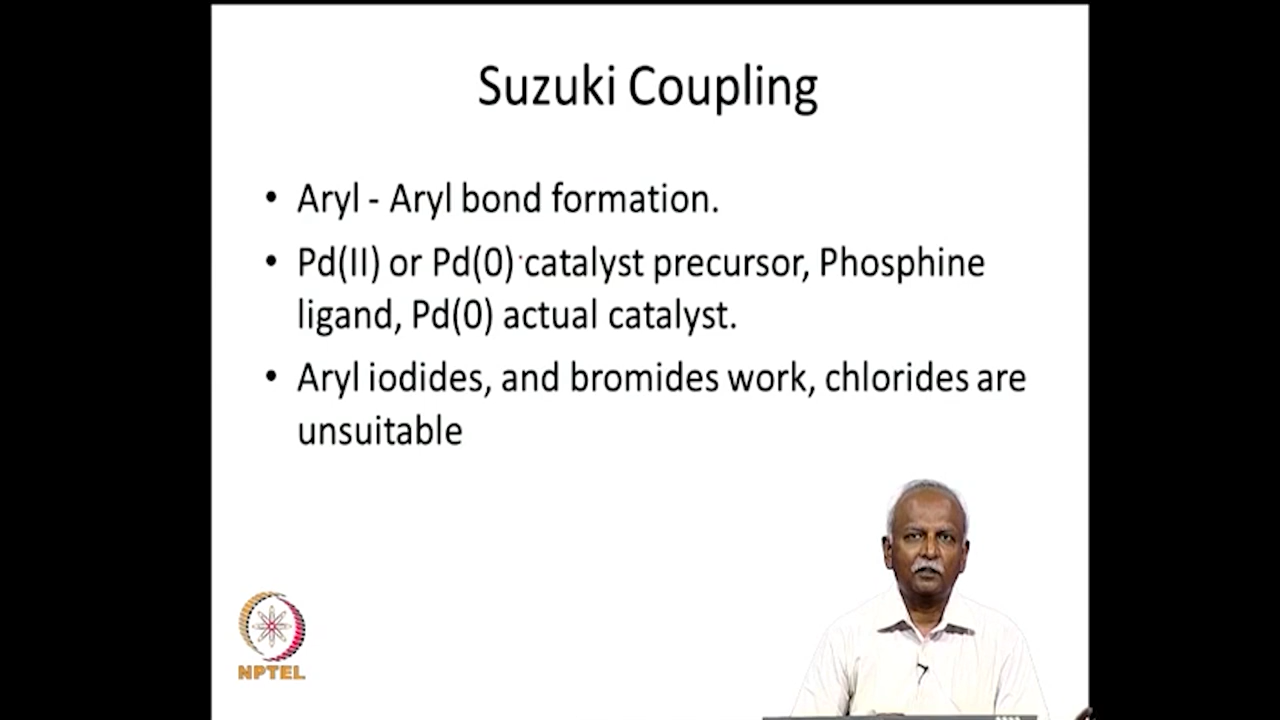 Suzuki Coupling
• Aryl - Aryl bond formation.
• Pd(II) or Pd(0) catalyst precursor, Phosphine
ligand, Pd(0) actual catalyst.
• Aryl iodides, and bromides work, chlorides are
unsuitable
NPTEL